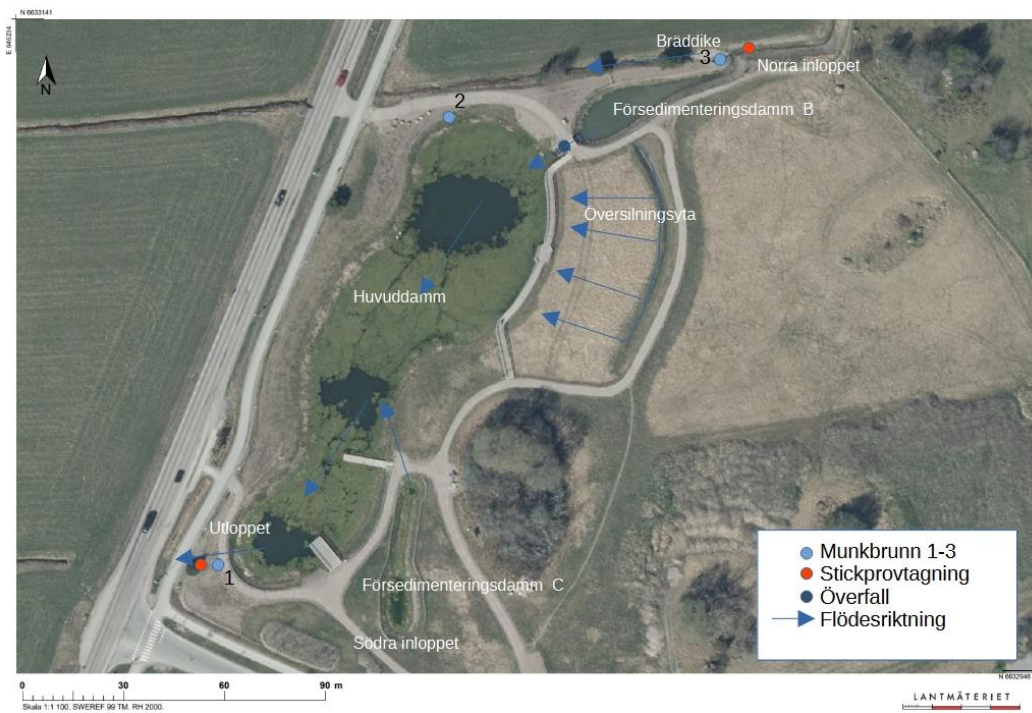 N 6633141
E 646234
N
Bräddike
3
Norra inloppet
2
Försedimenteringsdamm B
Översilningsyta
Huvuddamm
Utloppet
1
Försedimenteringsdamm C
Södra inloppet
Munkbrunn 1-3
Stickprovtagning
Överfall
Flödesriktning
N 6632946
0 30 60 90 m
Skala 1:1 100. SWEREF 99 TM. RH 2000.
LANTMÄTERIET